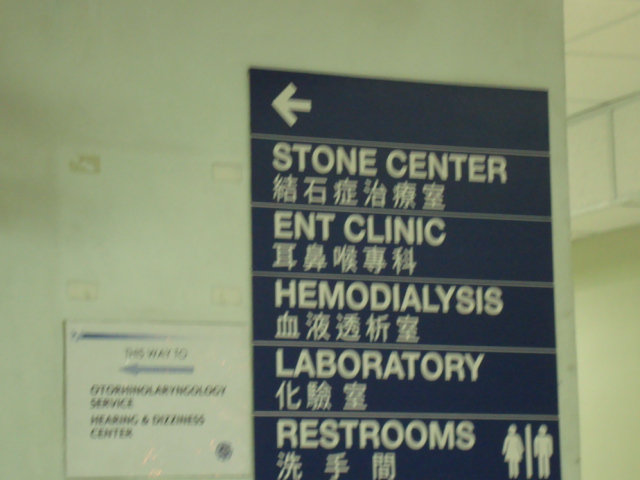 STONE CENTER
結石症治療室
ENT CLINIC
耳鼻喉專科
HEMODIALYSIS
血液透析室
LABORATORY
化驗室
RESTROOMS
洗手間
THIS WAY TO
OTORHINOLARYNGOLOGY
SERVICE
HEARING & DIZZINESS
CENTER